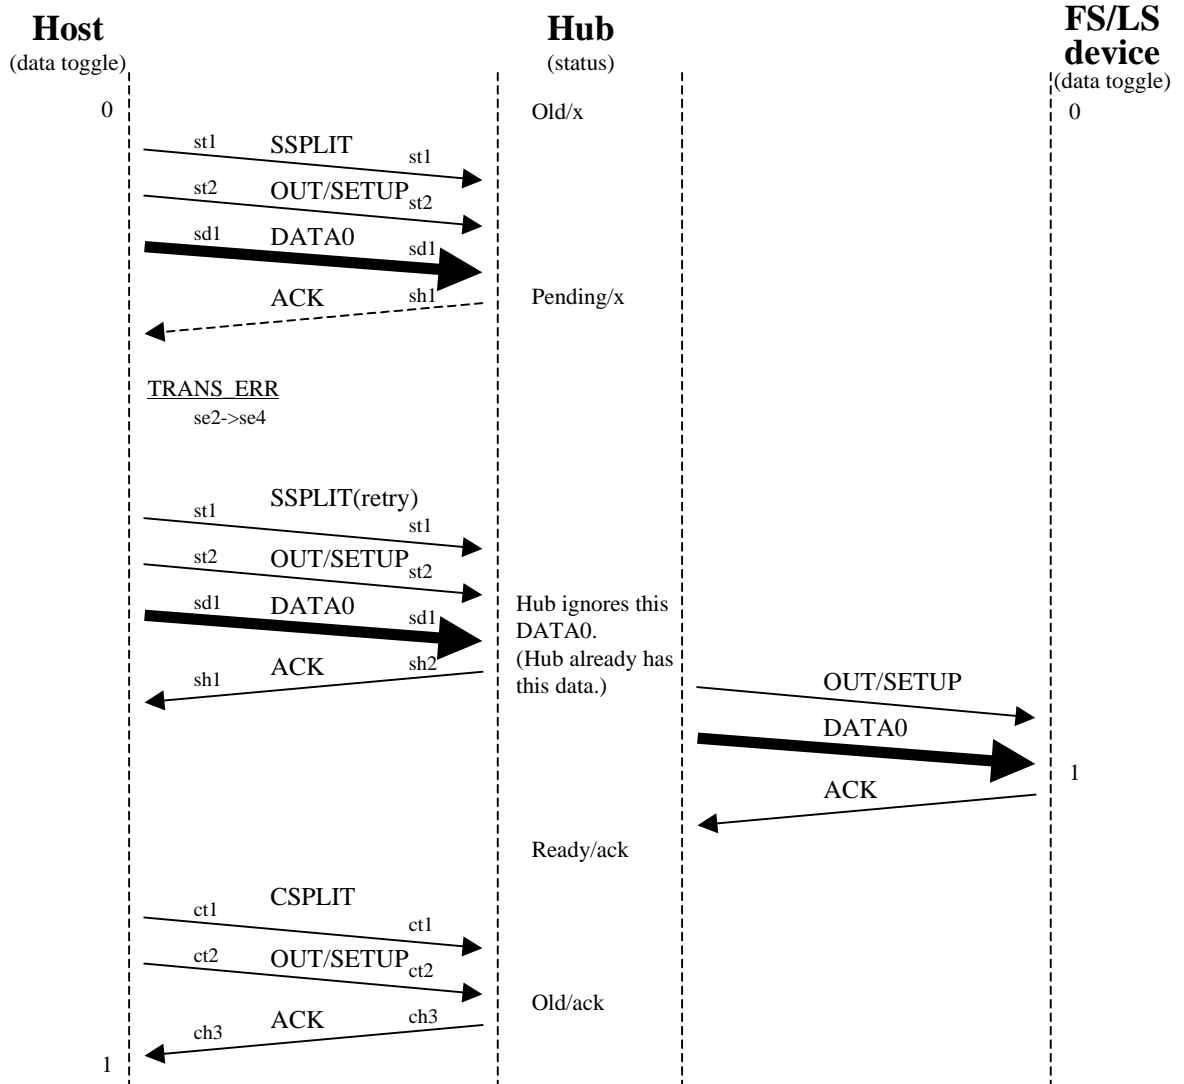 Host
(data toggle)
Hub
(status)
FS/LS
device
(data toggle)
0
Old/x
0
st1 SSPLIT st1
st2 OUT/SETUP st2
sd1 DATA0 sd1
ACK sh1
Pending/x
TRANS_ERR
se2->se4
SSPLIT(retry)
st1 st1
st2 OUT/SETUP st2
sd1 DATA0 sd1
Hub ignores this
DATA0.
(Hub already has
this data.)
sh1 ACK sh2
OUT/SETUP
DATA0
1
ACK
Ready/ack
CSPLIT
ct1 ct1
ct2 OUT/SETUP ct2
Old/ack
ch3 ACK ch3
1